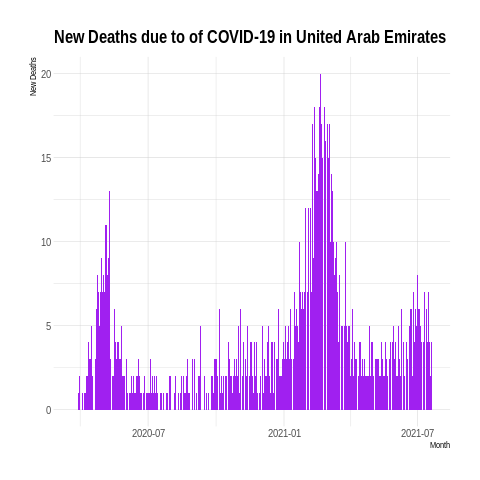 New Deaths due to of COVID-19 in United Arab Emirates
New Deaths
20
15
10
5
0
2020-07 2021-01 2021-07
Month